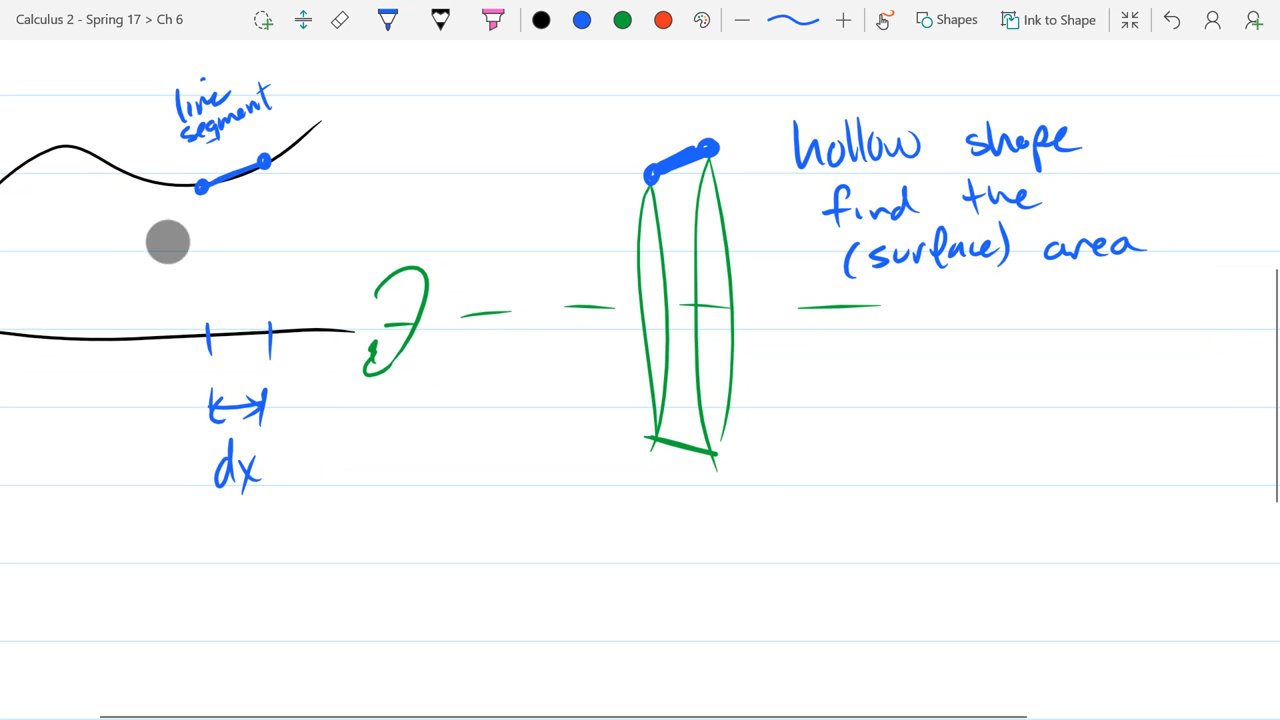 Calculus 2 - Spring 17 > Ch 6
Shapes
Ink to Shape
line
segment
hollow shape
find the
(surface) area
dx